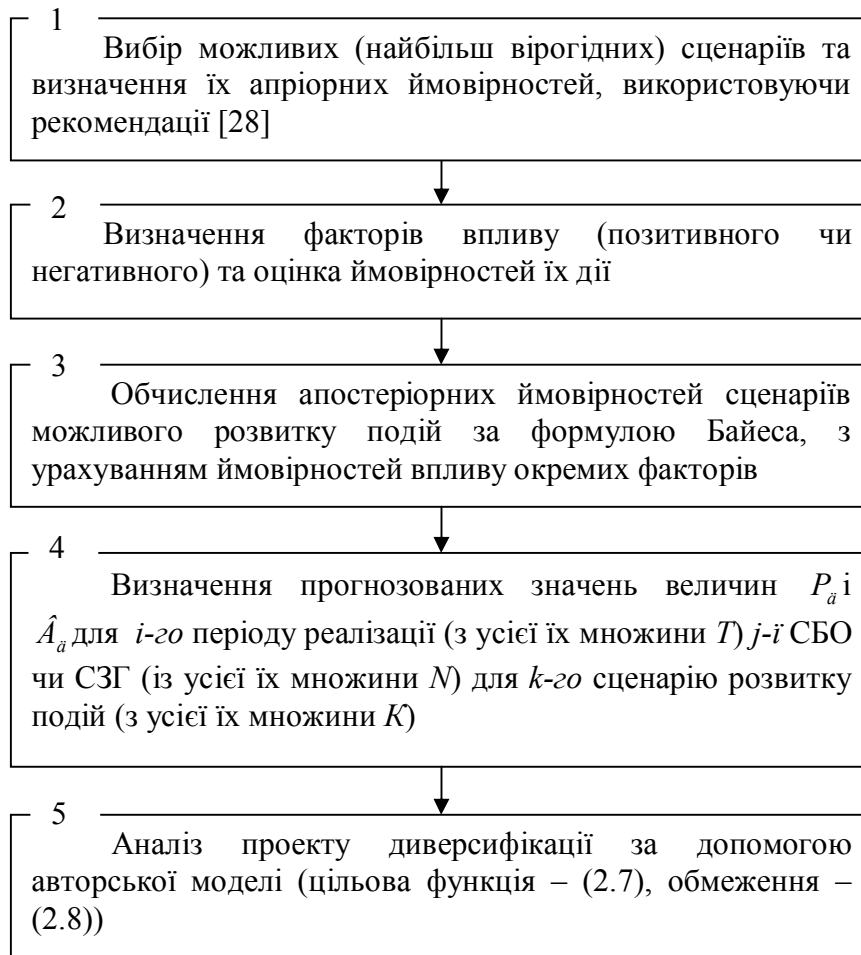 1
Вибір можливих (найбільш вірогідних) сценаріїв та
визначення їх апріорних ймовірностей, використовуючи
рекомендації [28]
2
Визначення факторів впливу (позитивного чи
негативного) та оцінка ймовірностей їх дії
3
Обчислення апостеріорних ймовірностей сценаріїв
можливого розвитку подій за формулою Байеса, з
урахуванням ймовірностей впливу окремих факторів
4
Визначення прогнозованих значень величин P_ä і
Â_ä для i-го періоду реалізації (з усієї їх множини T) j-ї СБО
чи СЗГ (із усієї їх множини N) для k-го сценарію розвитку
подій (з усієї їх множини K)
5
Аналіз проекту диверсифікації за допомогою
авторської моделі (цільова функція – (2.7), обмеження –
(2.8))